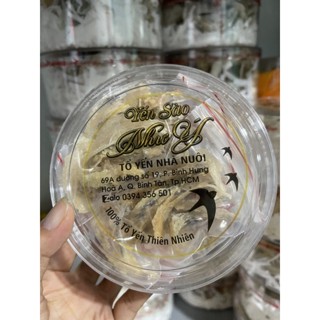 Yến Sào
Như Ý
TỔ YẾN NHÀ NUÔI
69A đường số 19, P. Bình Hưng
Hoà A, Q. Bình Tân, Tp.HCM
Zalo 0394 356 501
100% Tổ Yến Thiên Nhiên